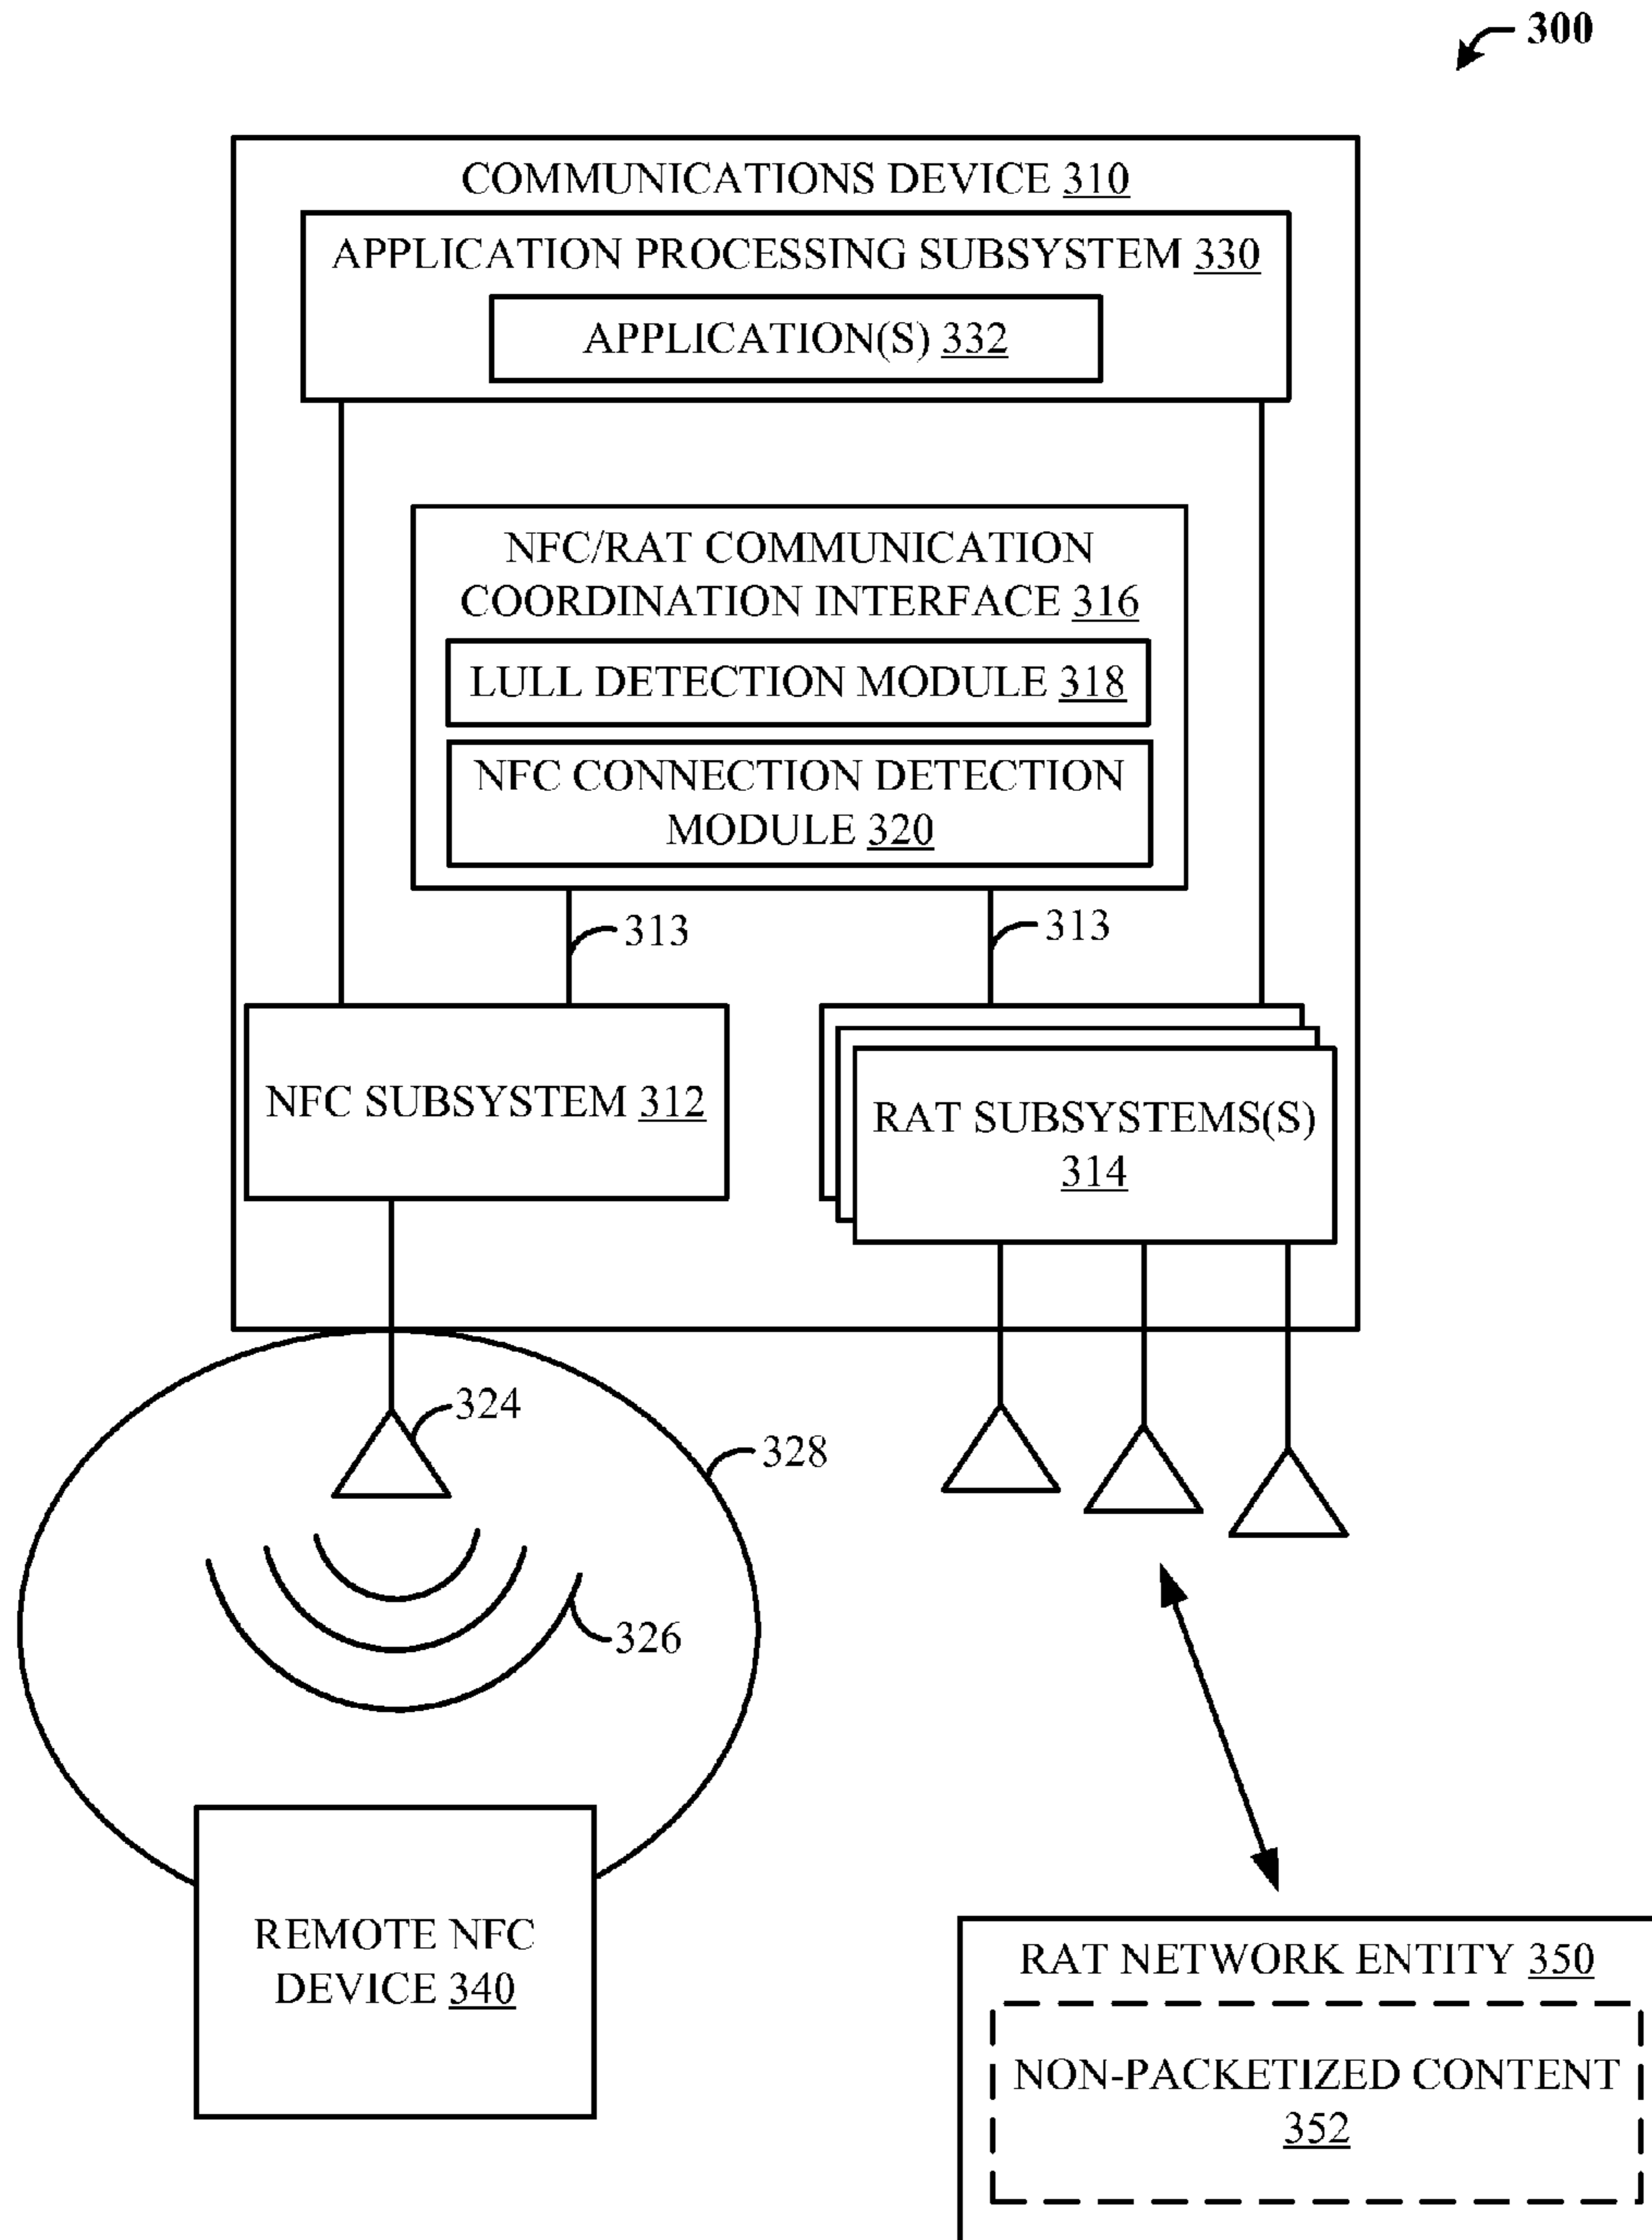 300
COMMUNICATIONS DEVICE 310
APPLICATION PROCESSING SUBSYSTEM 330
APPLICATION(S) 332
NFC/RAT COMMUNICATION
COORDINATION INTERFACE 316
LULL DETECTION MODULE 318
NFC CONNECTION DETECTION
MODULE 320
313
313
NFC SUBSYSTEM 312
RAT SUBSYSTEMS(S)
314
324
328
326
REMOTE NFC
DEVICE 340
RAT NETWORK ENTITY 350
NON-PACKETIZED CONTENT
352